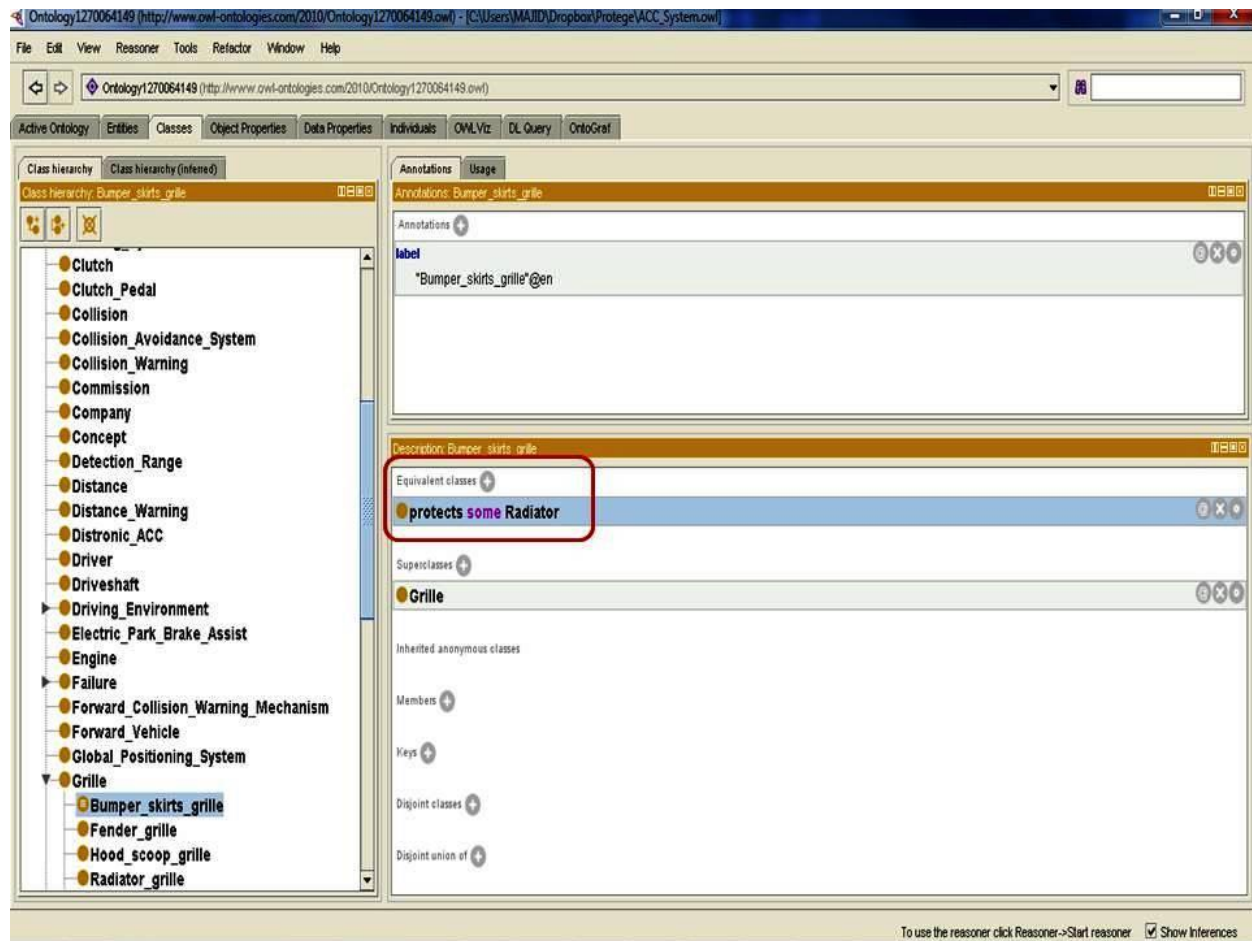 Ontology1270064149 (http://www.owl-ontologies.com/2010/Ontology1270064149.owl) - [C:\Users\MAJID\Dropbox\Protege\ACC_System.owl]
File Edit View Reasoner Tools Refactor Window Help
Ontology1270064149 (http://www.owl-ontologies.com/2010/Ontology1270064149.owl)
Active Ontology Entities Classes Object Properties Data Properties Individuals OWLViz DL Query OntoGraf
Class hierarchy Class hierarchy (inferred)
Class hierarchy: Bumper_skirts_grille
Clutch
Clutch_Pedal
Collision
Collision_Avoidance_System
Collision_Warning
Commission
Company
Concept
Detection_Range
Distance
Distance_Warning
Distronic_ACC
Driver
Driveshaft
Driving_Environment
Electric_Park_Brake_Assist
Engine
Failure
Forward_Collision_Warning_Mechanism
Forward_Vehicle
Global_Positioning_System
Grille
Bumper_skirts_grille
Fender_grille
Hood_scoop_grille
Radiator_grille
Annotations Usage
Annotations: Bumper_skirts_grille
Annotations
label
"Bumper_skirts_grille"@en
Description: Bumper_skirts_grille
Equivalent classes
protects some Radiator
Superclasses
Grille
Inherited anonymous classes
Members
Keys
Disjoint classes
Disjoint union of
To use the reasoner click Reasoner->Start reasoner Show Inferences